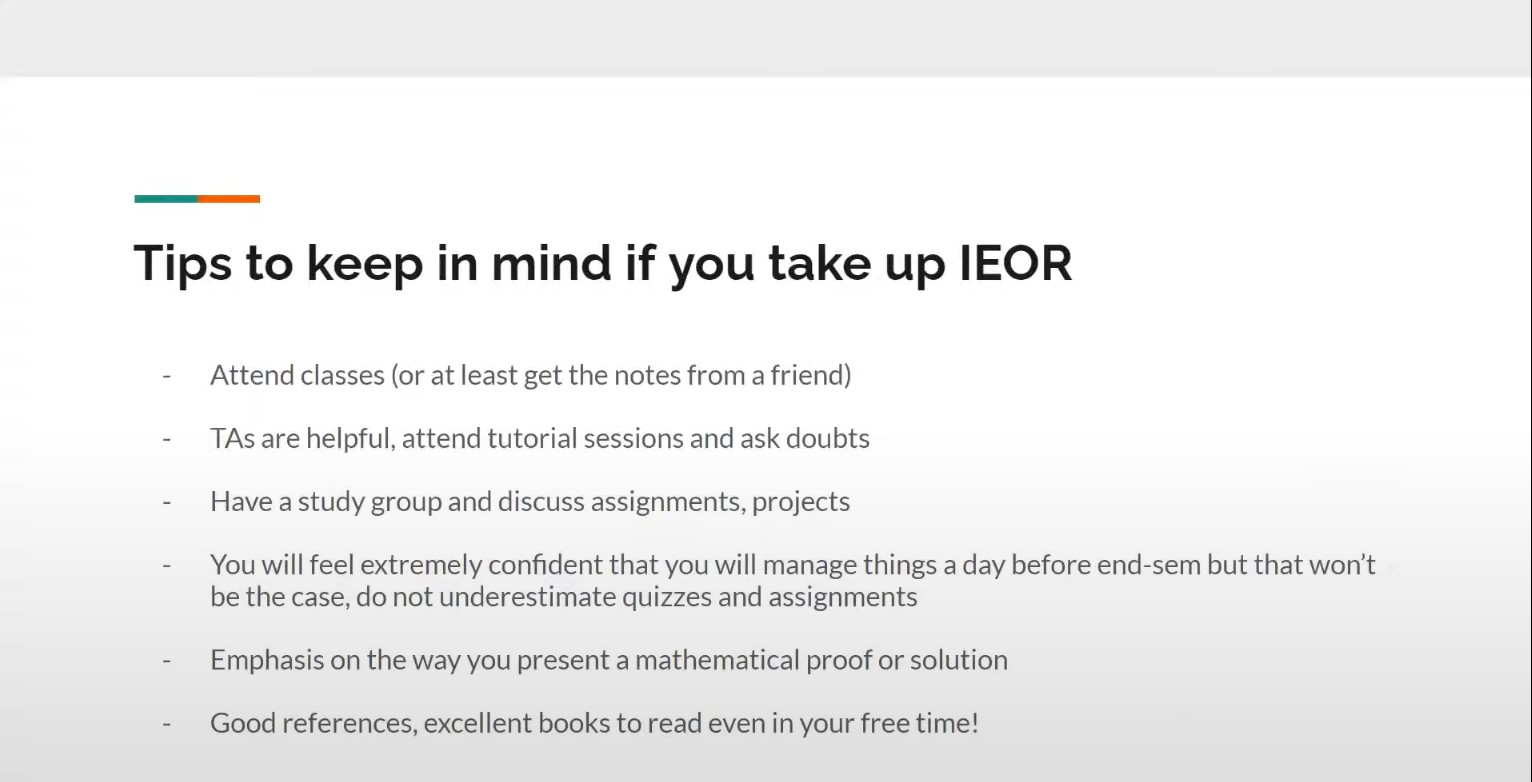 Tips to keep in mind if you take up IEOR
- Attend classes (or at least get the notes from a friend)
- TAs are helpful, attend tutorial sessions and ask doubts
- Have a study group and discuss assignments, projects
- You will feel extremely confident that you will manage things a day before end-sem but that won’t
be the case, do not underestimate quizzes and assignments
- Emphasis on the way you present a mathematical proof or solution
- Good references, excellent books to read even in your free time!